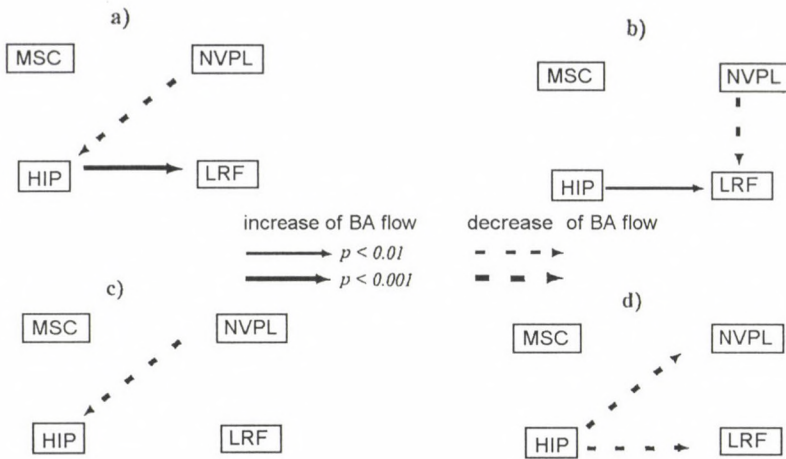 a)
MSC NVPL
HIP LRF
b)
MSC NVPL
HIP LRF
increase of BA flow decrease of BA flow
p < 0.01
p < 0.001
c)
MSC NVPL
HIP LRF
d)
MSC NVPL
HIP LRF